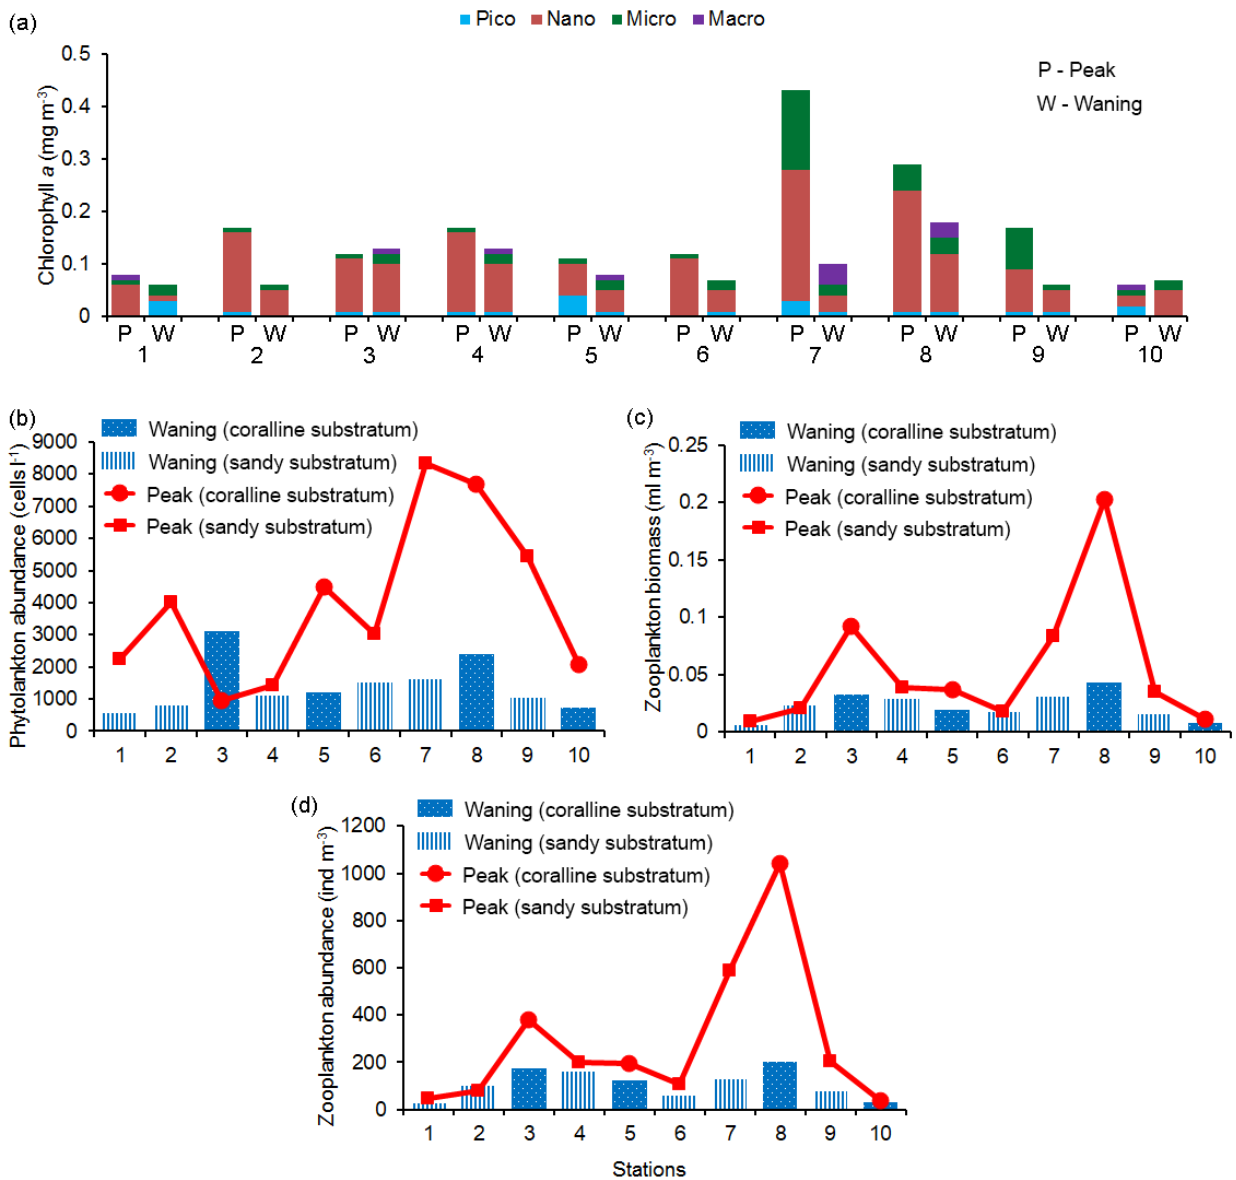 (a)
Pico Nano Micro Macro
Chlorophyll a (mg m-3)
0.5
0.4
0.3
0.2
0.1
0
P - Peak
W - Waning
P W P W P W P W P W P W P W P W P W P W
1 2 3 4 5 6 7 8 9 10
(b)
Waning (coralline substratum)
Waning (sandy substratum)
Peak (coralline substratum)
Peak (sandy substratum)
Phytolankton abundance (cells l-1)
9000
8000
7000
6000
5000
4000
3000
2000
1000
0
1 2 3 4 5 6 7 8 9 10
(c)
Waning (coralline substratum)
Waning (sandy substratum)
Peak (coralline substratum)
Peak (sandy substratum)
Zooplankton biomass (ml m-3)
0.25
0.2
0.15
0.1
0.05
0
1 2 3 4 5 6 7 8 9 10
(d)
Waning (coralline substratum)
Waning (sandy substratum)
Peak (coralline substratum)
Peak (sandy substratum)
Zooplankton abundance (ind m-3)
1200
1000
800
600
400
200
0
1 2 3 4 5 6 7 8 9 10
Stations